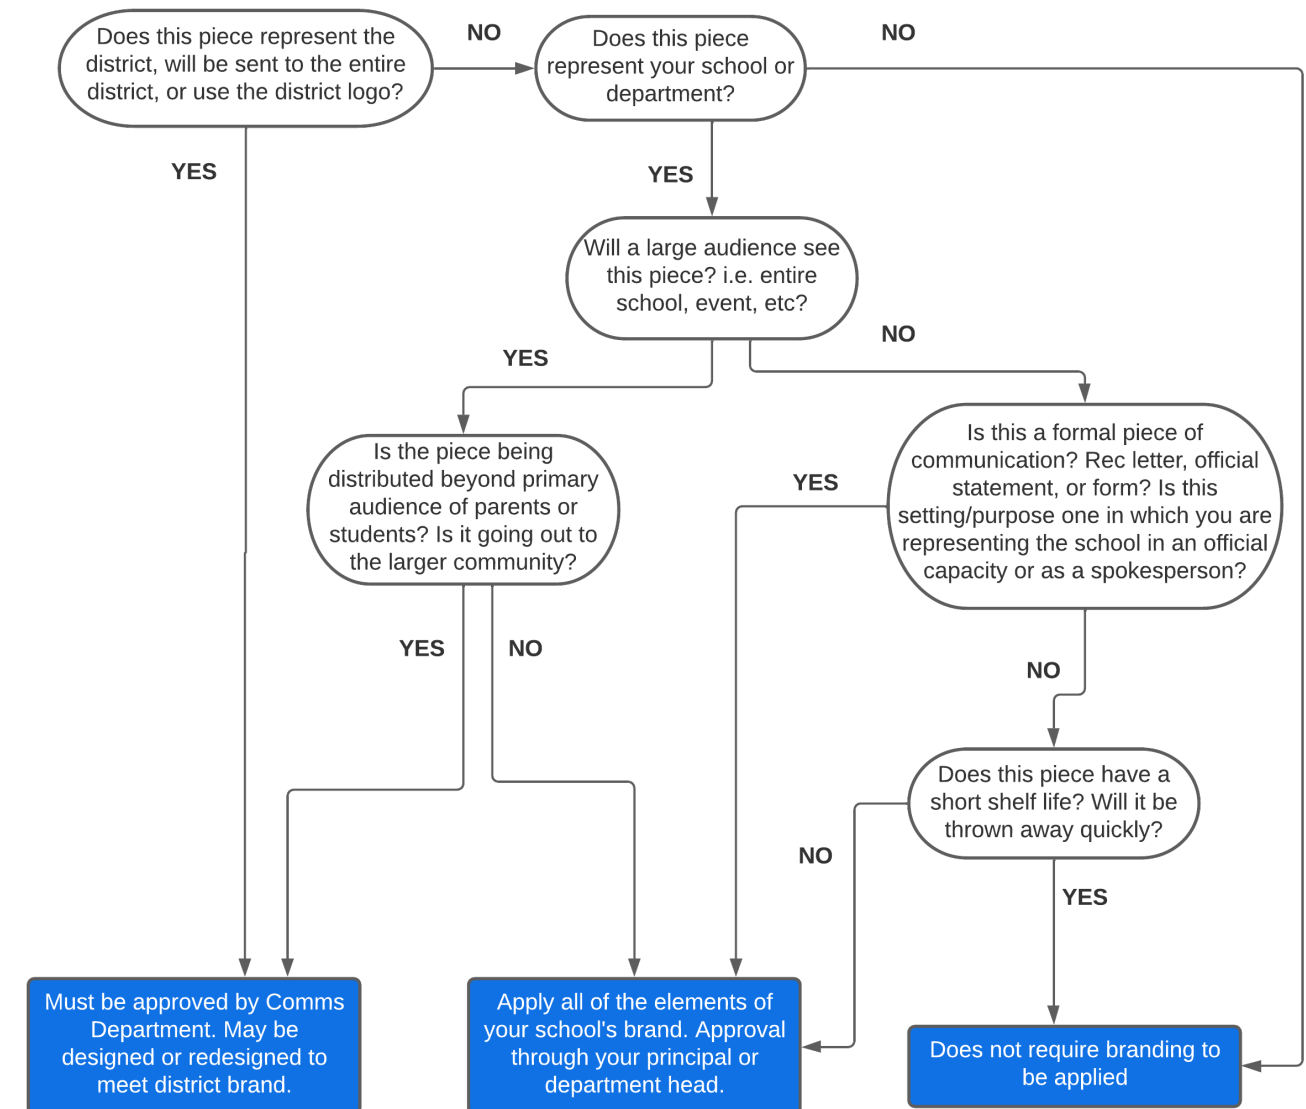 Does this piece represent the
district, will be sent to the entire
district, or use the district logo?
NO
Does this piece
represent your school or
department?
NO
YES
YES
Will a large audience see
this piece? i.e. entire
school, event, etc?
YES
NO
Is the piece being
distributed beyond primary
audience of parents or
students? Is it going out to
the larger community?
YES
Is this a formal piece of
communication? Rec letter, official
statement, or form? Is this
setting/purpose one in which you are
representing the school in an official
capacity or as a spokesperson?
YES
NO
NO
Does this piece have a
short shelf life? Will it be
thrown away quickly?
NO
YES
Must be approved by Comms
Department. May be
designed or redesigned to
meet district brand.
Apply all of the elements of
your school's brand. Approval
through your principal or
department head.
Does not require branding to
be applied